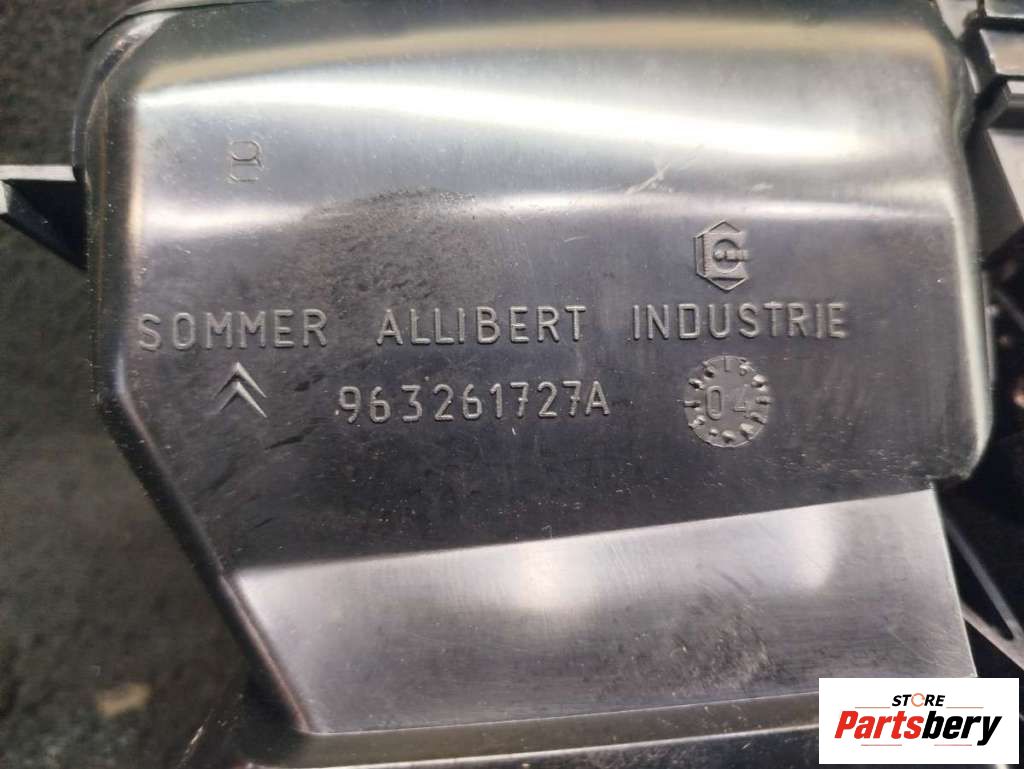 SOMMER ALLIBERT INDUSTRIE
963261727A
04
STORE
Partsbery